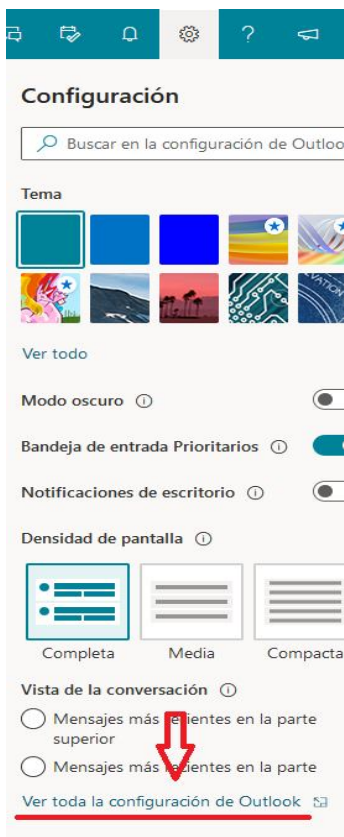 Configuración
Buscar en la configuración de Outloo
Tema
Ver todo
Modo oscuro
Bandeja de entrada Prioritarios
Notificaciones de escritorio
Densidad de pantalla
Completa Media Compacta
Vista de la conversación
Mensajes más recientes en la parte
superior
Mensajes más recientes en la parte
Ver toda la configuración de Outlook